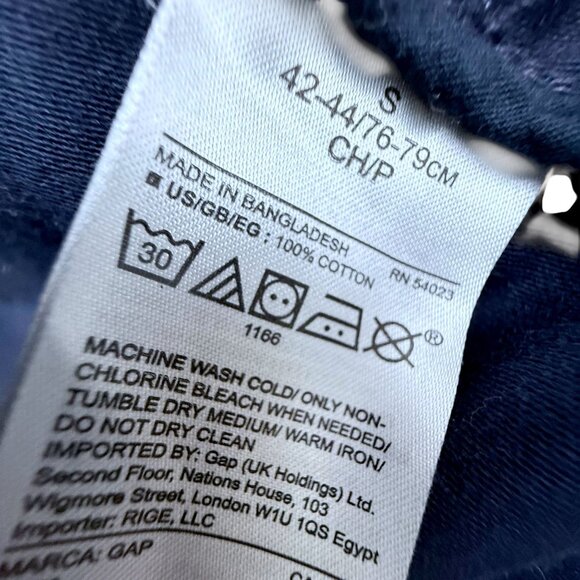 S
42-44/76-79CM
CH/P
MADE IN BANGLADESH
RN 54023
US/GB/EG : 100% COTTON
30
®
1166
MACHINE WASH COLD/ ONLY NON-
CHLORINE BLEACH WHEN NEEDED/
TUMBLE DRY MEDIUM/ WARM IRON/
DO NOT DRY CLEAN
IMPORTED BY: Gap (UK Holdings) Ltd.
Second Floor, Nations House, 103
Wigmore Street, London W1U 1QS Egypt
Importer: RIGE, LLC
MARCA: GAP